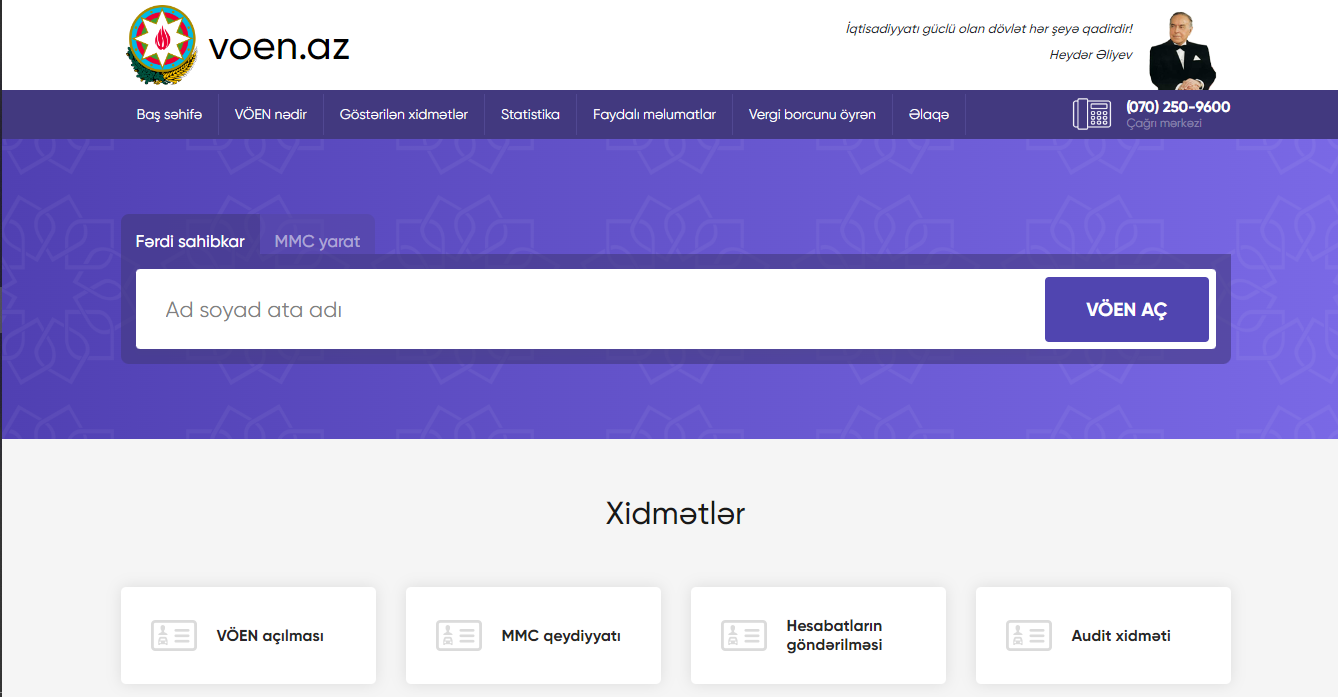 voen.az
İqtisadiyyatı güclü olan dövlət hər şeyə qadirdir!
Heydər Əliyev
Baş səhifə
VÖEN nədir
Göstərilən xidmətlər
Statistika
Faydalı məlumatlar
Vergi borcunu öyrən
Əlaqə
(070) 250-9600
Çağrı mərkəzi
Fərdi sahibkar
MMC yarat
Ad soyad ata adı
VÖEN AÇ
Xidmətlər
VÖEN açılması
MMC qeydiyyatı
Hesabatların
göndərilməsi
Audit xidməti